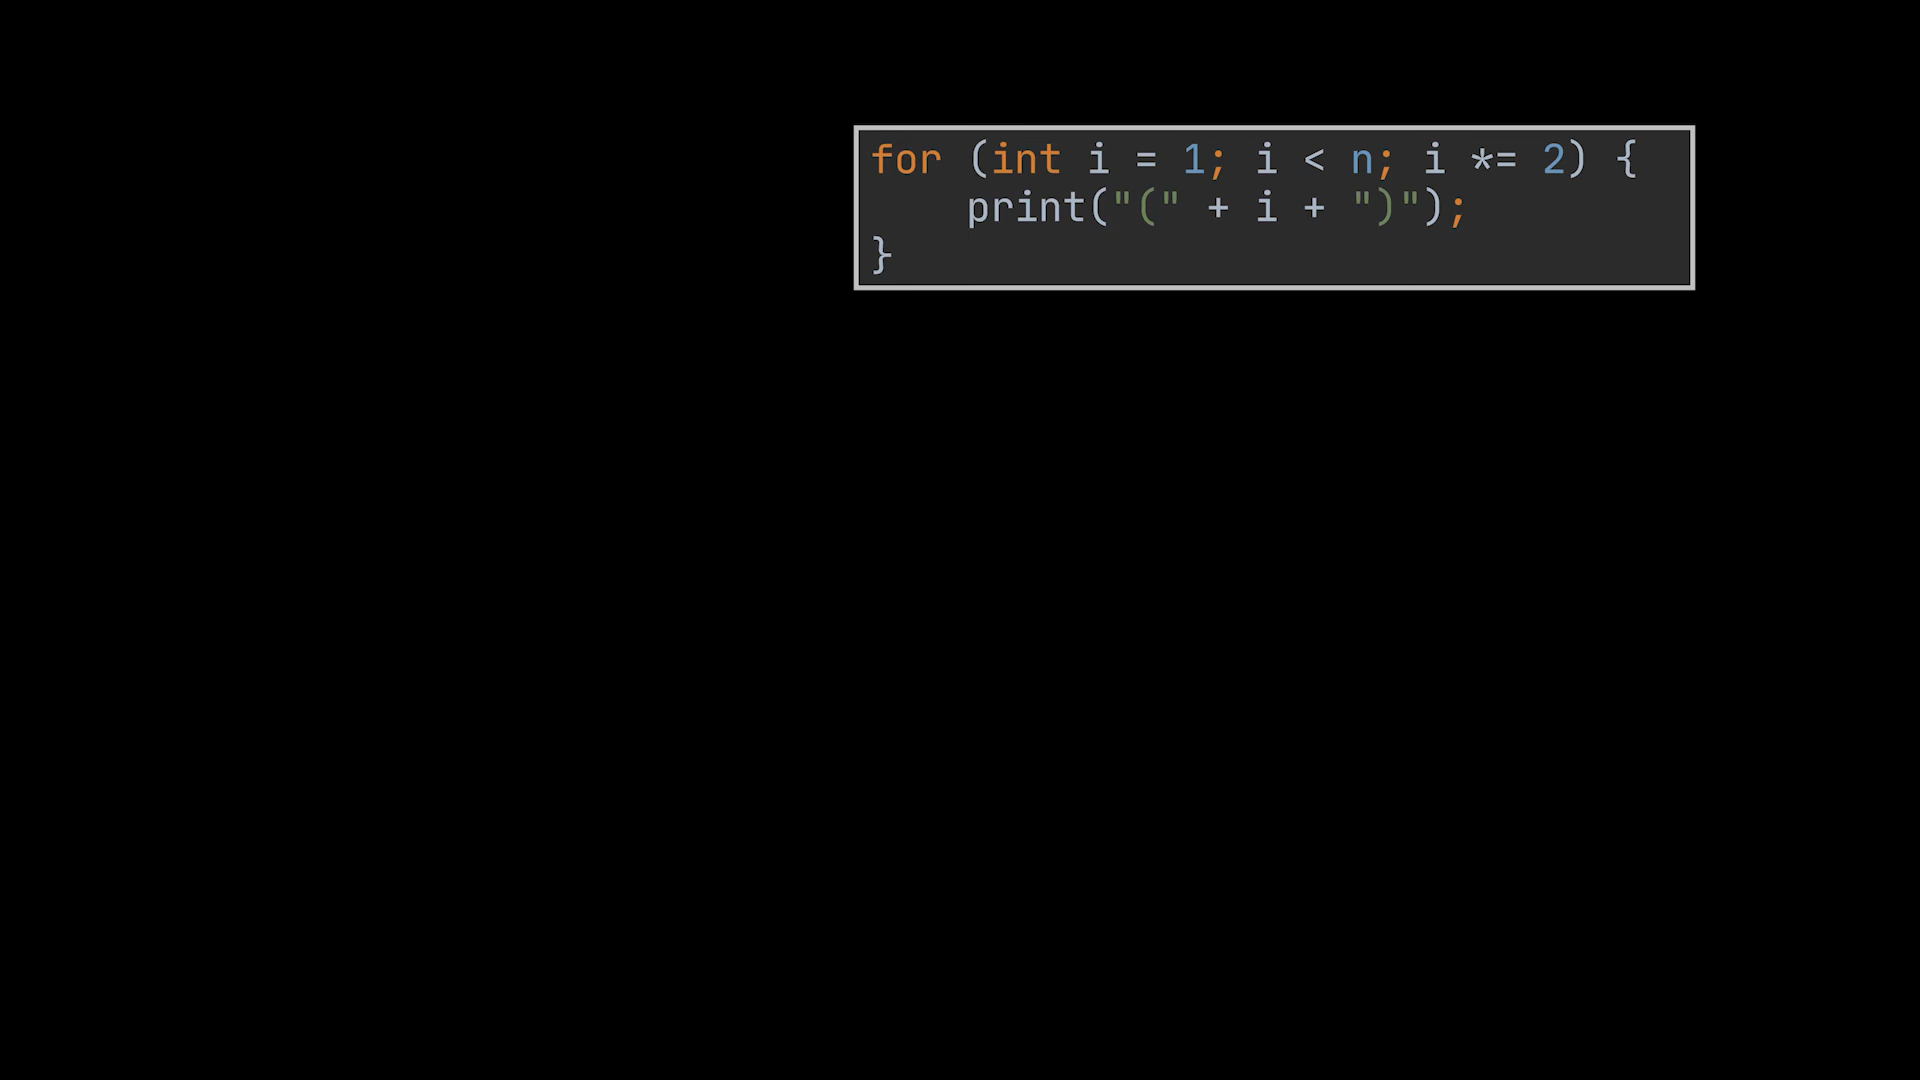 for (int i = 1; i < n; i *= 2) {
    print("(" + i + ")");
}